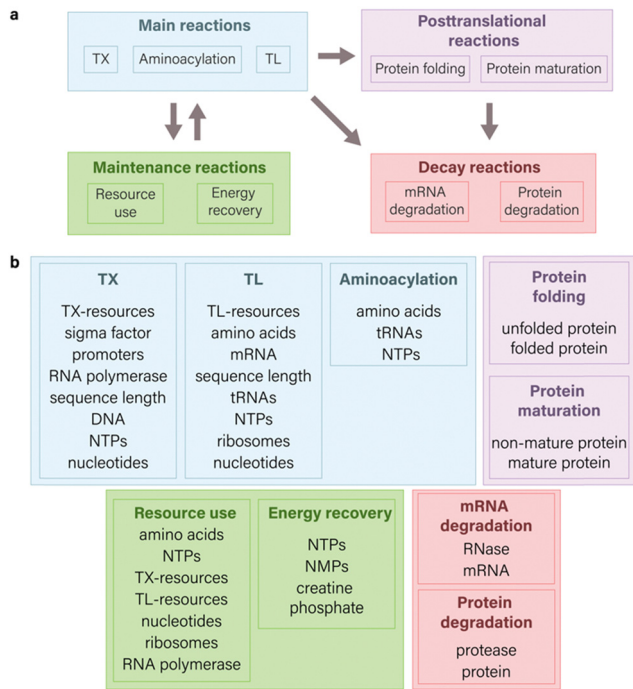 a
Main reactions
TX
Aminoacylation
TL
Posttranslational
reactions
Protein folding
Protein maturation
Maintenance reactions
Resource
use
Energy
recovery
Decay reactions
mRNA
degradation
Protein
degradation
b
TX
TX-resources
sigma factor
promoters
RNA polymerase
sequence length
DNA
NTPs
nucleotides
TL
TL-resources
amino acids
mRNA
sequence length
tRNAs
NTPs
ribosomes
nucleotides
Aminoacylation
amino acids
tRNAs
NTPs
Protein
folding
unfolded protein
folded protein
Protein
maturation
non-mature protein
mature protein
Resource use
amino acids
NTPs
TX-resources
TL-resources
nucleotides
ribosomes
RNA polymerase
Energy recovery
NTPs
NMPs
creatine
phosphate
mRNA
degradation
RNase
mRNA
Protein
degradation
protease
protein